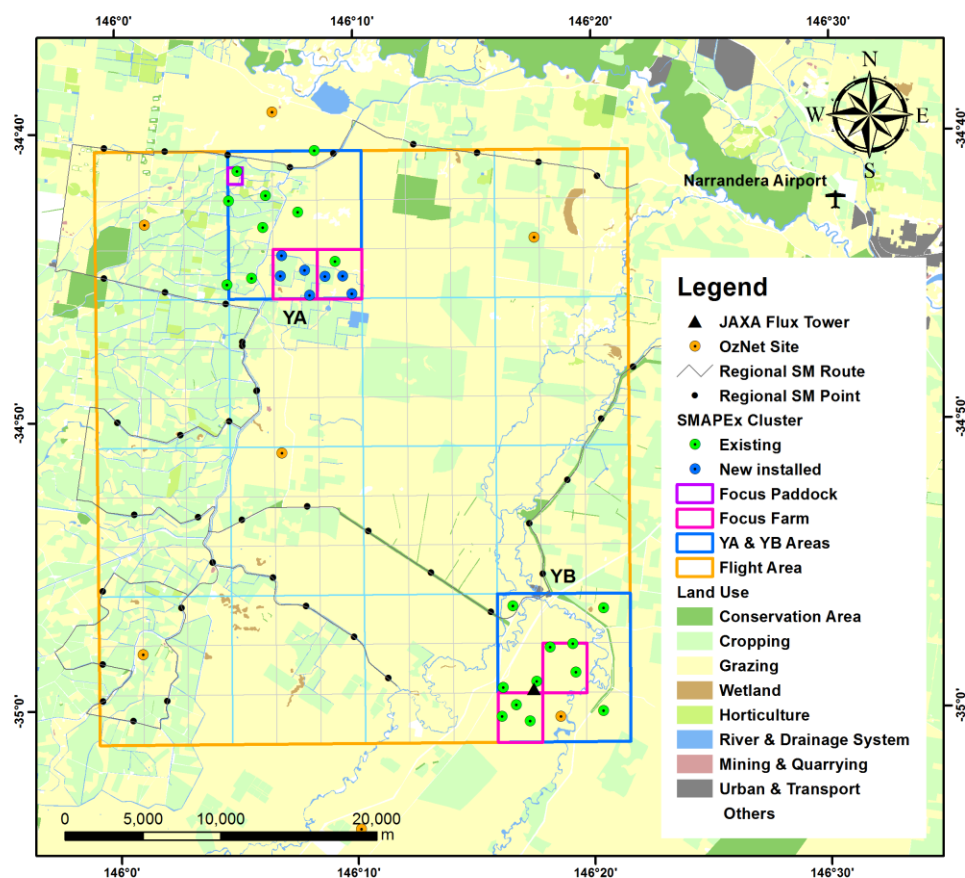 146°0' 146°10' 146°20' 146°30'
N
W E
S
-34°40' -34°40'
Narrandera Airport
Legend
JAXA Flux Tower
OzNet Site
Regional SM Route
Regional SM Point
SMAPEx Cluster
Existing
New installed
Focus Paddock
Focus Farm
YA & YB Areas
Flight Area
Land Use
Conservation Area
Cropping
Grazing
Wetland
Horticulture
River & Drainage System
Mining & Quarrying
Urban & Transport
Others
YA
-34°50' -34°50'
YB
-35°0' -35°0'
0 5,000 10,000 20,000
m
146°0' 146°10' 146°20' 146°30'